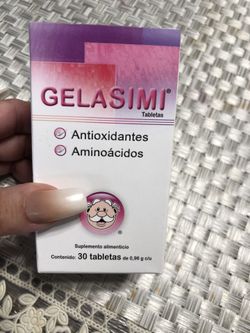 GELASIMI®
Tabletas
Antioxidantes
Aminoácidos
®
Suplemento alimenticio
Contenido: 30 tabletas de 0,96 g c/u